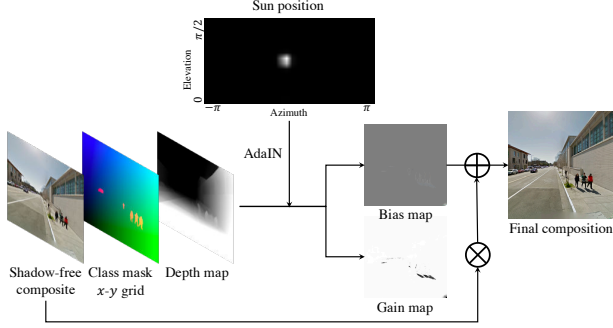 Sun position
π/2
Elevation
0
−π
π
Azimuth
AdaIN
Bias map
Gain map
Shadow-free
composite
Class mask
x-y grid
Depth map
Final composition